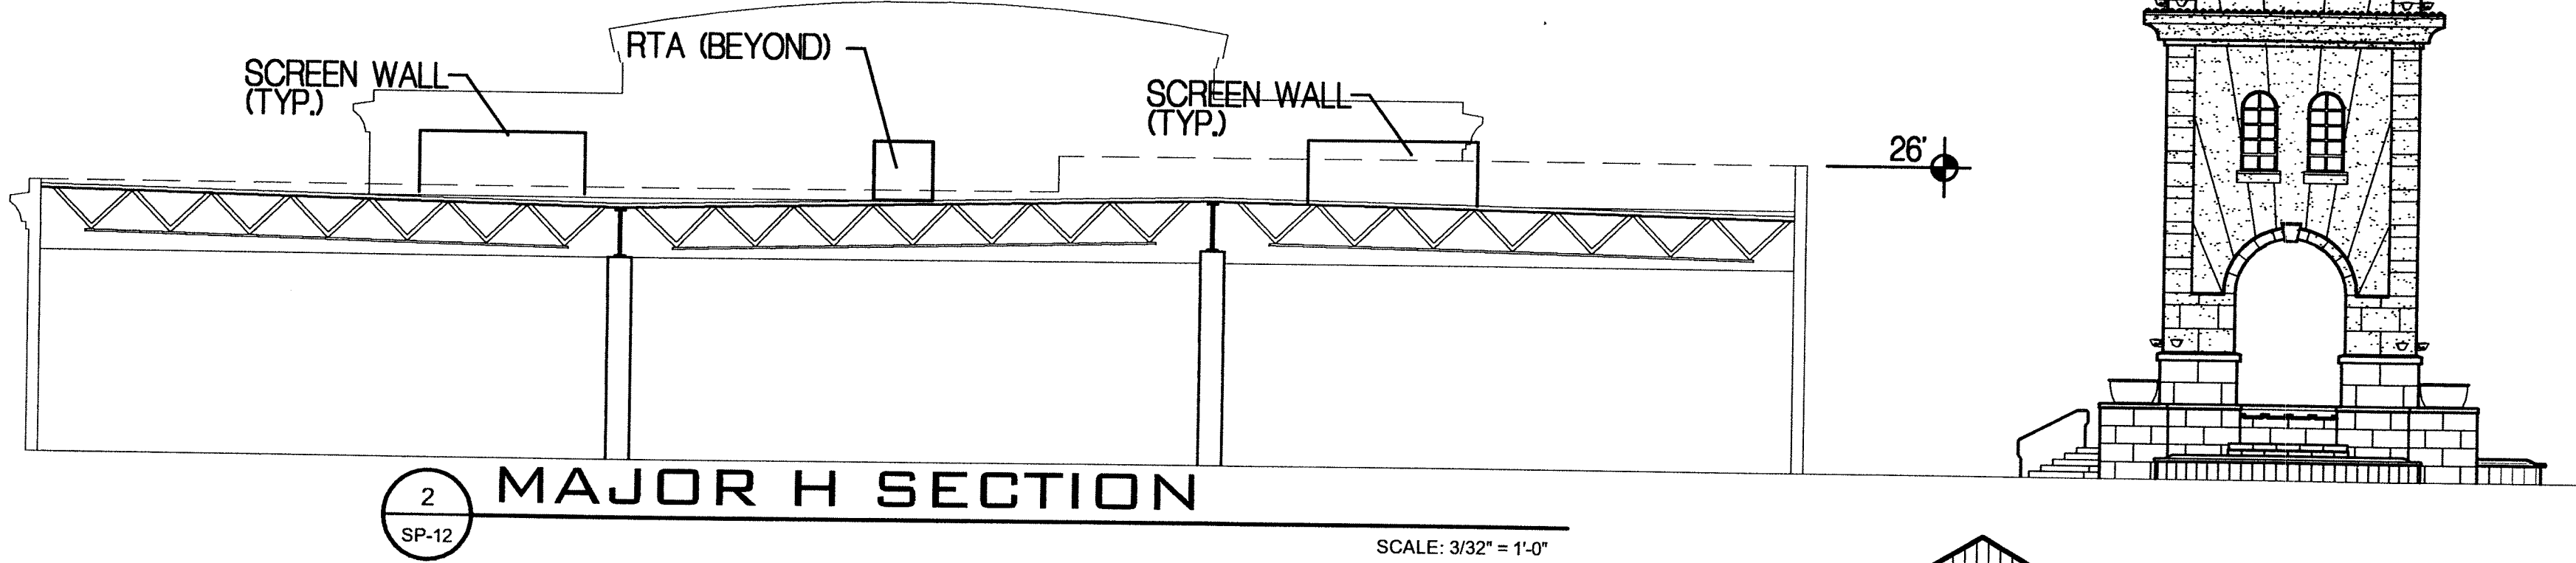 RTA (BEYOND)
SCREEN WALL
(TYP.)
SCREEN WALL
(TYP.)
26'
2
SP-12
MAJOR H SECTION
SCALE: 3/32" = 1'-0"